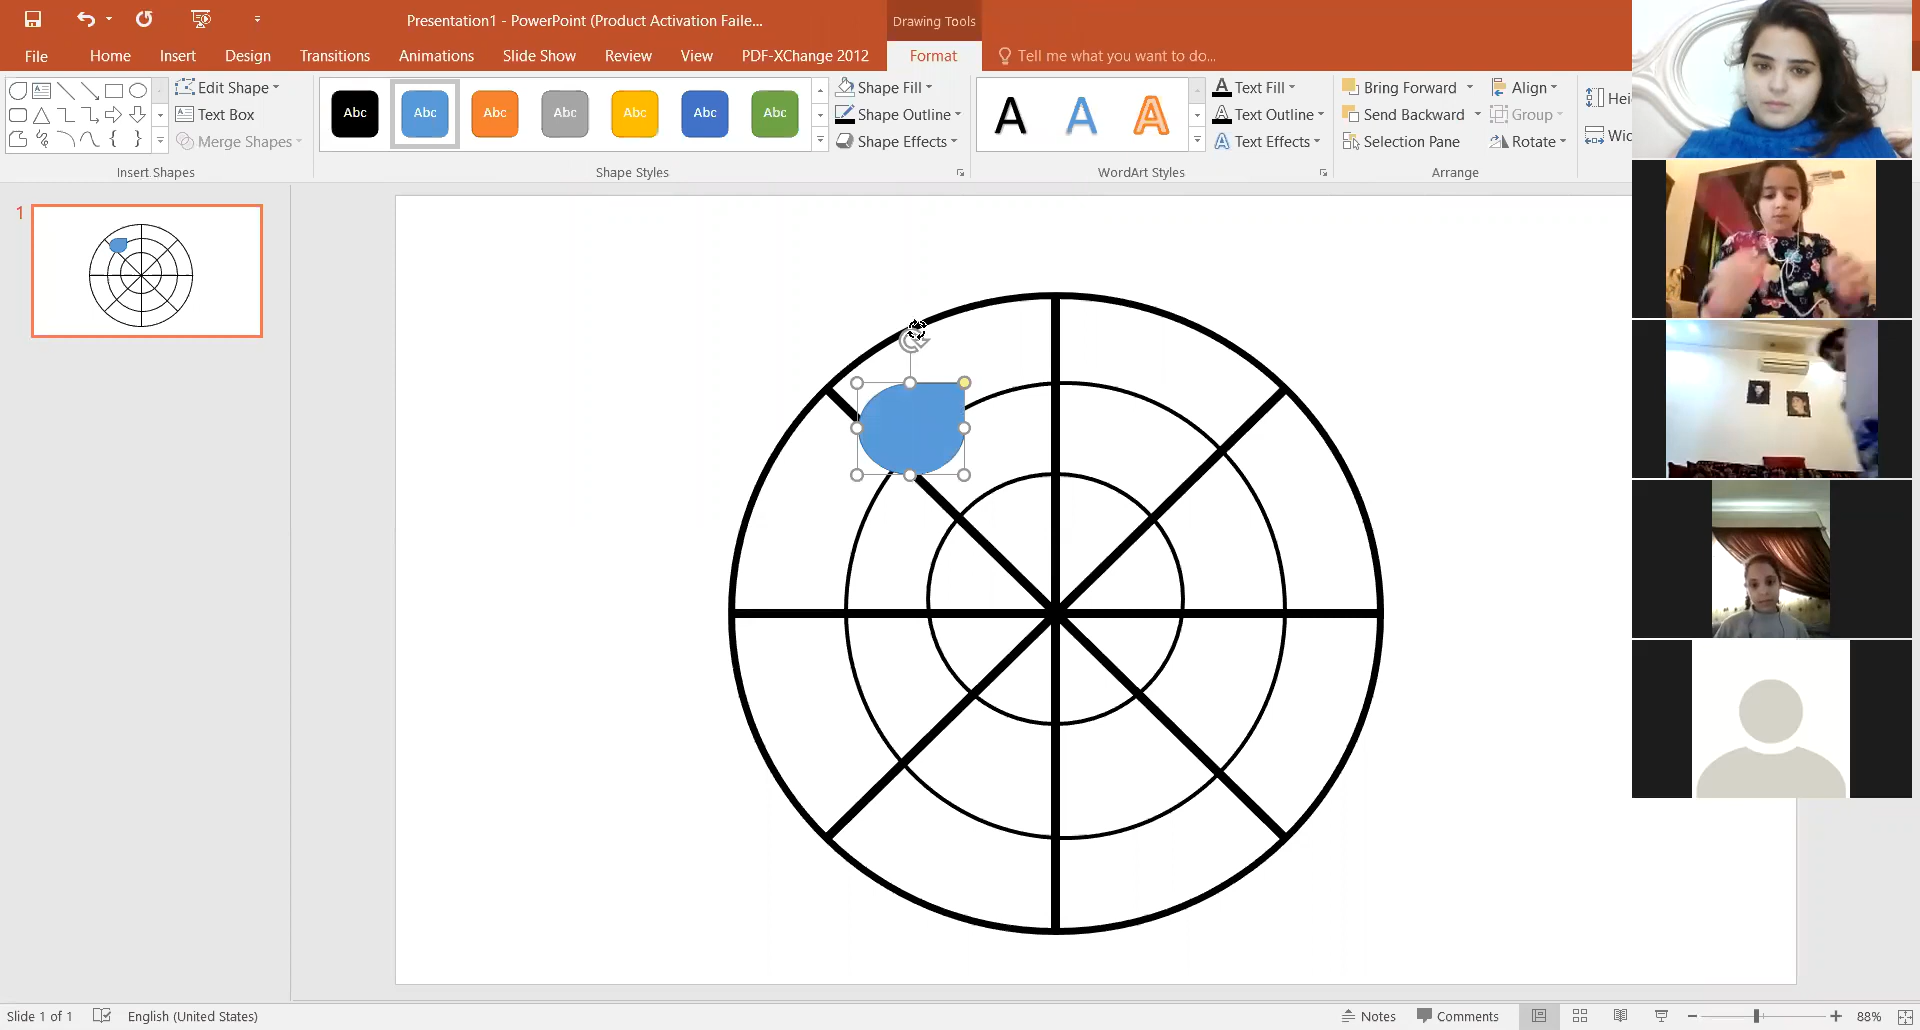 Presentation1 - PowerPoint (Product Activation Faile...
Drawing Tools
File Home Insert Design Transitions Animations Slide Show Review View PDF-XChange 2012 Format Tell me what you want to do...
Edit Shape
Text Box
Merge Shapes
Insert Shapes
Abc Abc Abc Abc Abc Abc Abc
Shape Fill
Shape Outline
Shape Effects
Shape Styles
A A A
Text Fill
Text Outline
Text Effects
WordArt Styles
Bring Forward
Send Backward
Selection Pane
Align
Group
Rotate
Arrange
Hei
Wid
1
Slide 1 of 1 English (United States) Notes Comments 88%